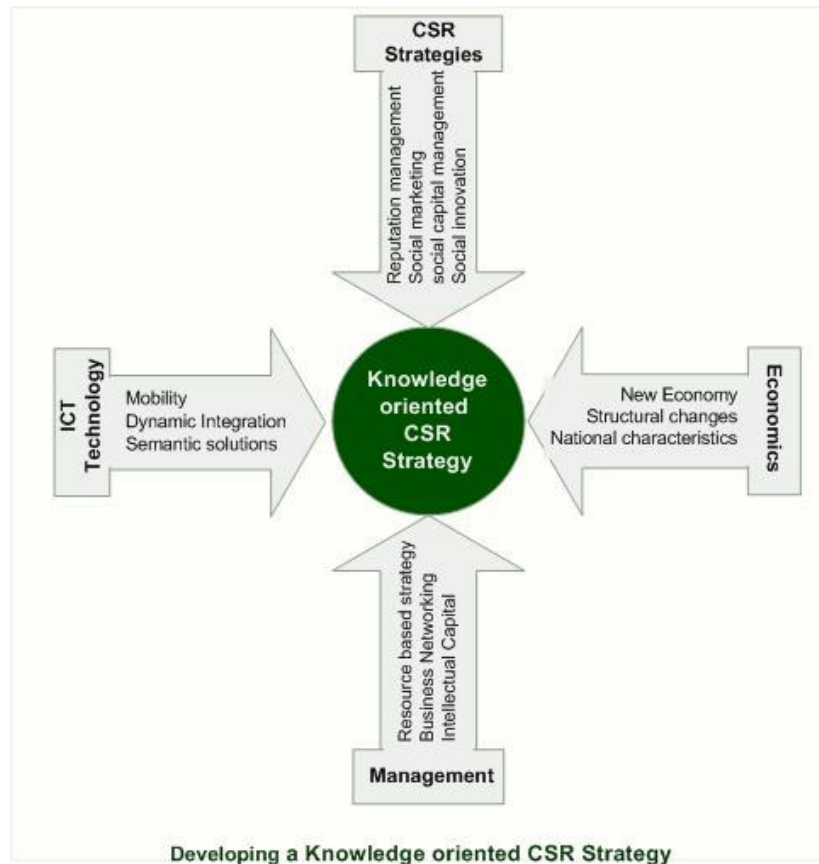 CSR
Strategies
Reputation management
Social marketing
social capital management
Social innovation
ICT
Technology
Mobility
Dynamic Integration
Semantic solutions
Knowledge
oriented
CSR
Strategy
New Economy
Structural changes
National characteristics
Economics
Resource based strategy
Business Networking
Intellectual Capital
Management
Developing a Knowledge oriented CSR Strategy